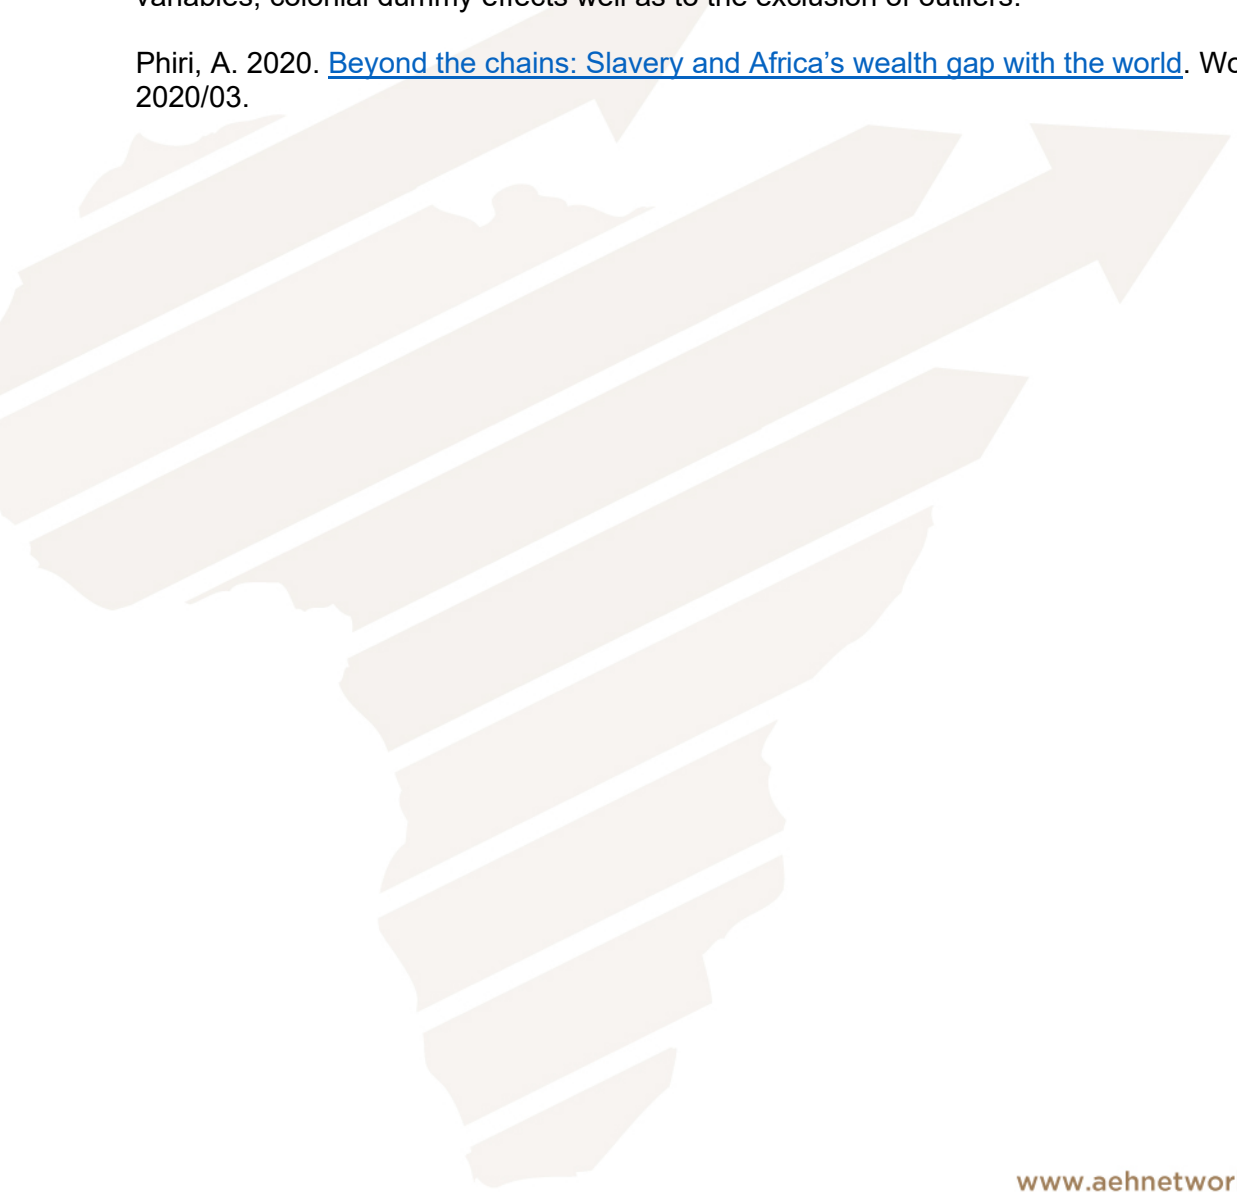 variables, colonial dummy effects well as to the exclusion of outliers.
Phiri, A. 2020. Beyond the chains: Slavery and Africa’s wealth gap with the world. Wo
2020/03.
www.aehnetwor